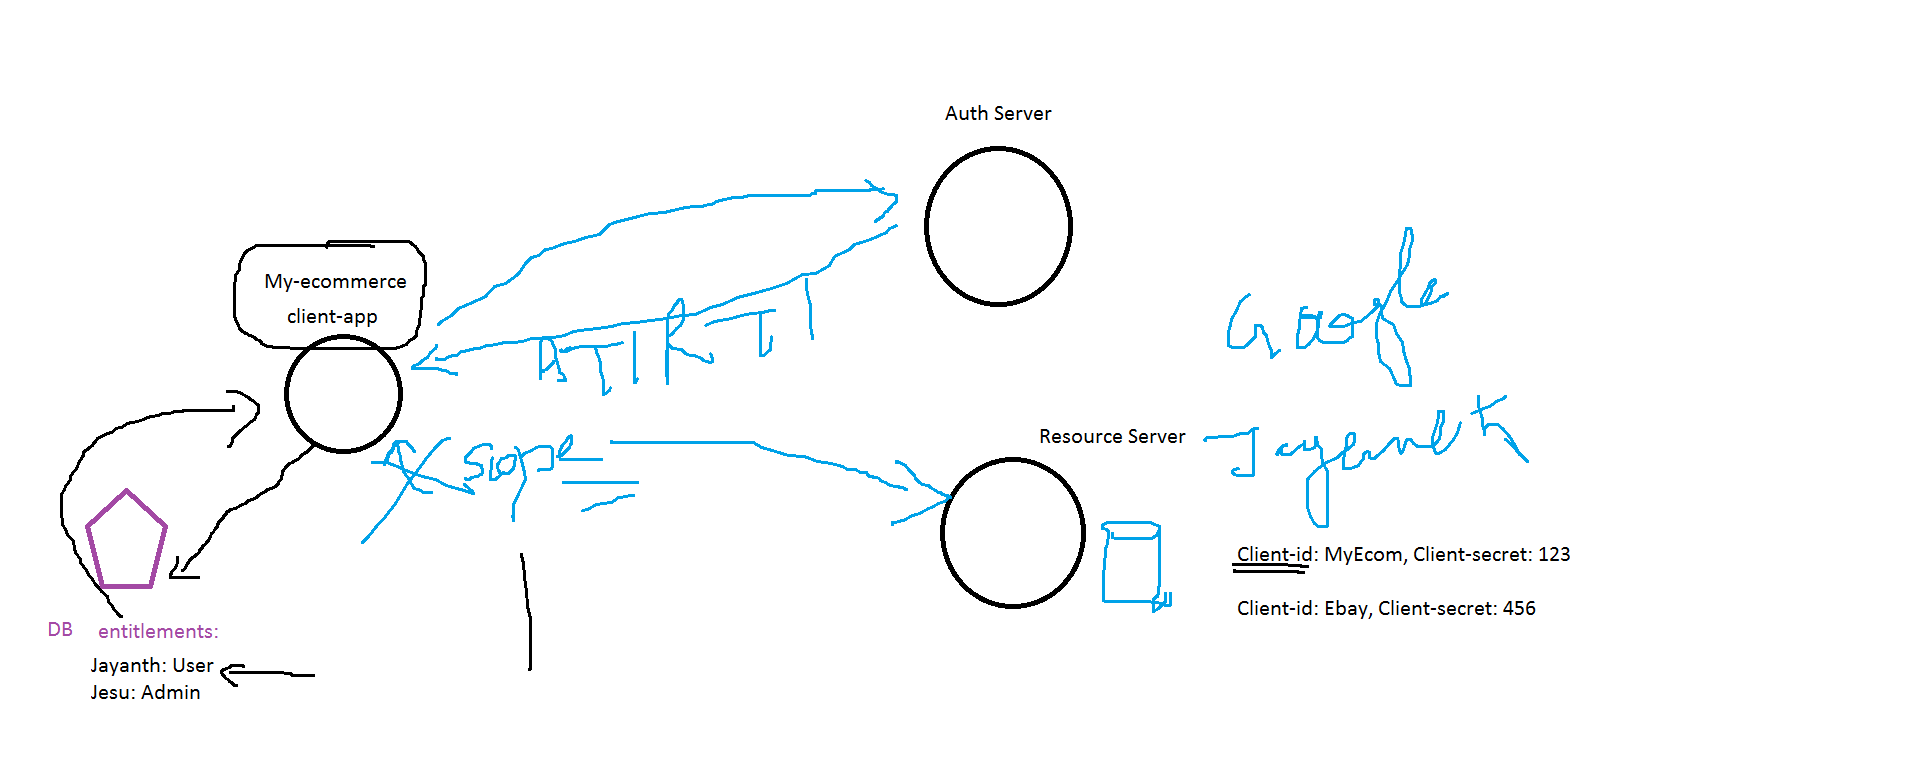 Auth Server
My-ecommerce
client-app
Google
RT
scope
Resource Server
Jayanth
Client-id: MyEcom, Client-secret: 123
Client-id: Ebay, Client-secret: 456
DB entitlements:
Jayanth: User
Jesu: Admin